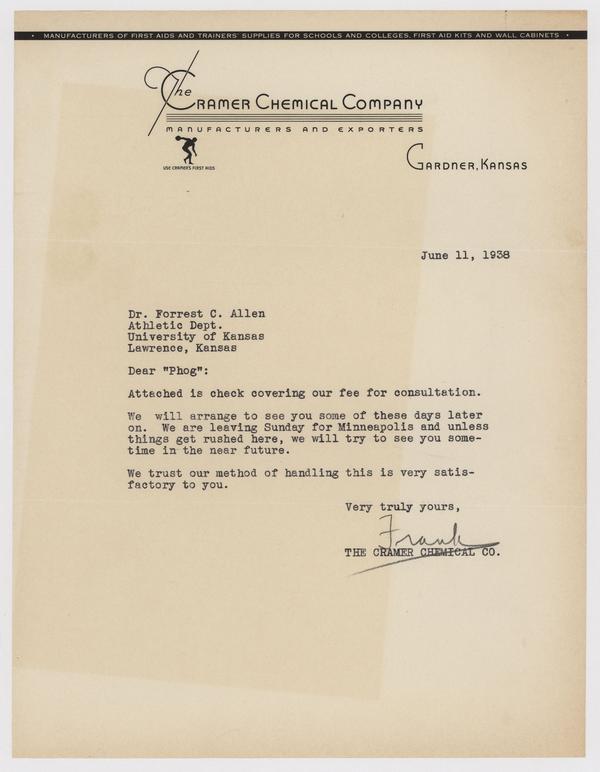 • MANUFACTURERS OF FIRST AIDS AND TRAINERS' SUPPLIES FOR SCHOOLS AND COLLEGES, FIRST AID KITS AND WALL CABINETS •
The
CRAMER CHEMICAL COMPANY
MANUFACTURERS AND EXPORTERS
USE CRAMER'S FIRST AIDS
GARDNER, KANSAS
June 11, 1938
Dr. Forrest C. Allen
Athletic Dept.
University of Kansas
Lawrence, Kansas
Dear "Phog":
Attached is check covering our fee for consultation.
We will arrange to see you some of these days later
on. We are leaving Sunday for Minneapolis and unless
things get rushed here, we will try to see you some-
time in the near future.
We trust our method of handling this is very satis-
factory to you.
Very truly yours,
Frank
THE CRAMER CHEMICAL CO.